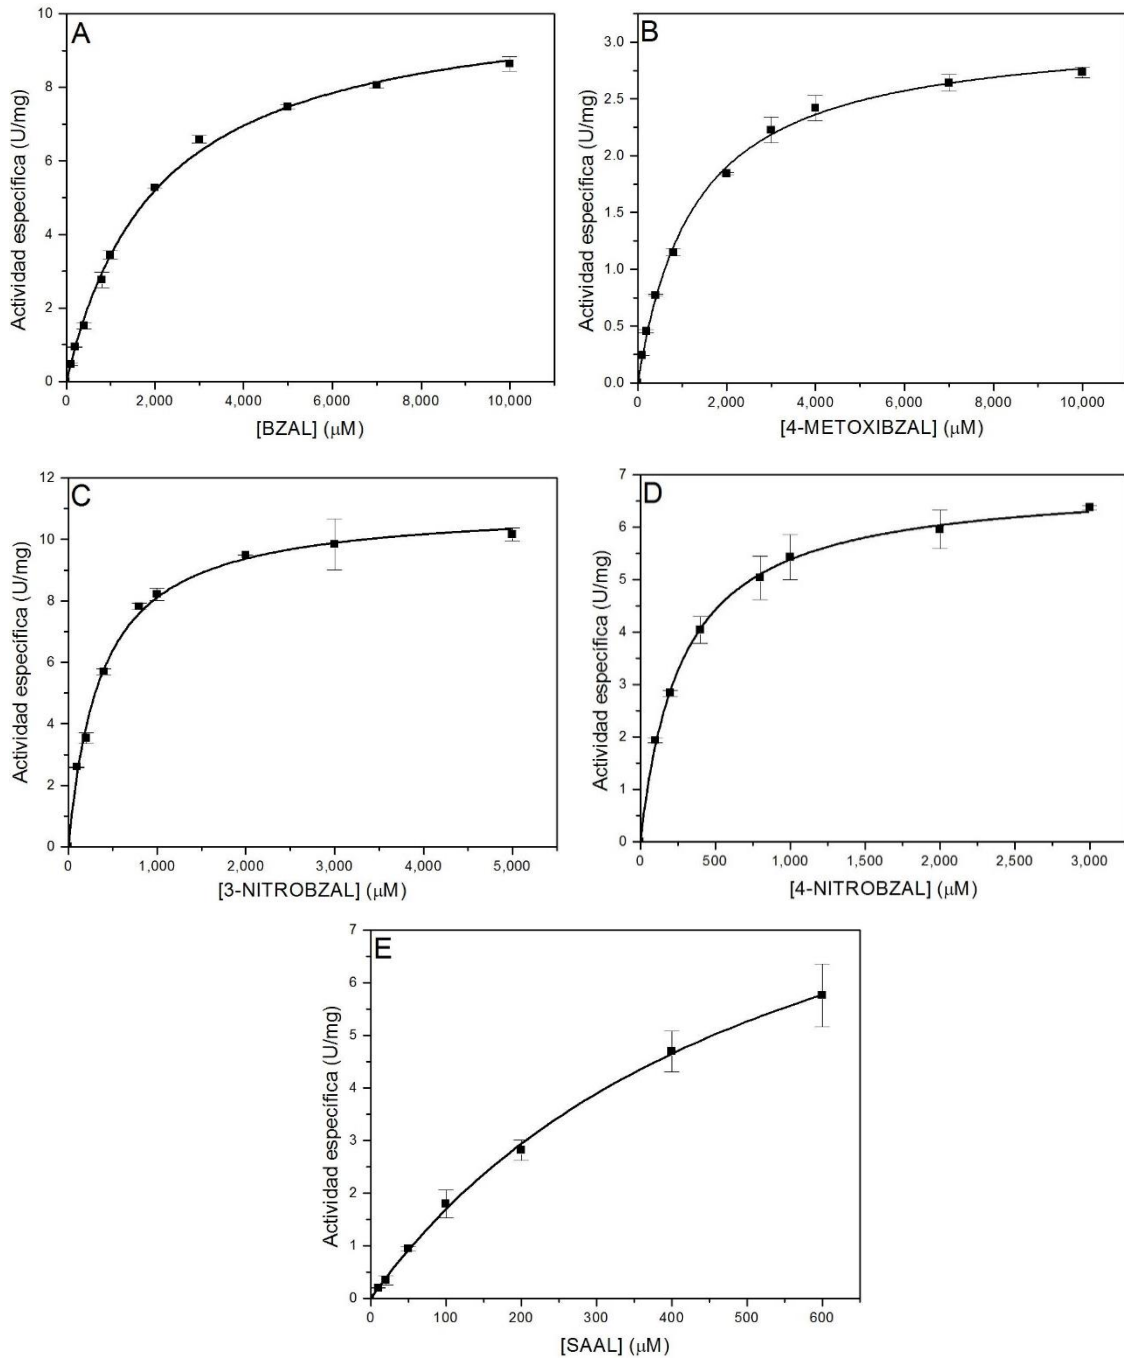 A
Actividad específica (U/mg)
10
8
6
4
2
0
0 2,000 4,000 6,000 8,000 10,000
[BZAL] (µM)
B
Actividad específica (U/mg)
3.0
2.5
2.0
1.5
1.0
0.5
0.0
0 2,000 4,000 6,000 8,000 10,000
[4-METOXIBZAL] (µM)
C
Actividad específica (U/mg)
12
10
8
6
4
2
0
0 1,000 2,000 3,000 4,000 5,000
[3-NITROBZAL] (µM)
D
Actividad específica (U/mg)
7
6
5
4
3
2
1
0
0 500 1,000 1,500 2,000 2,500 3,000
[4-NITROBZAL] (µM)
E
Actividad específica (U/mg)
7
6
5
4
3
2
1
0
0 100 200 300 400 500 600
[SAAL] (µM)